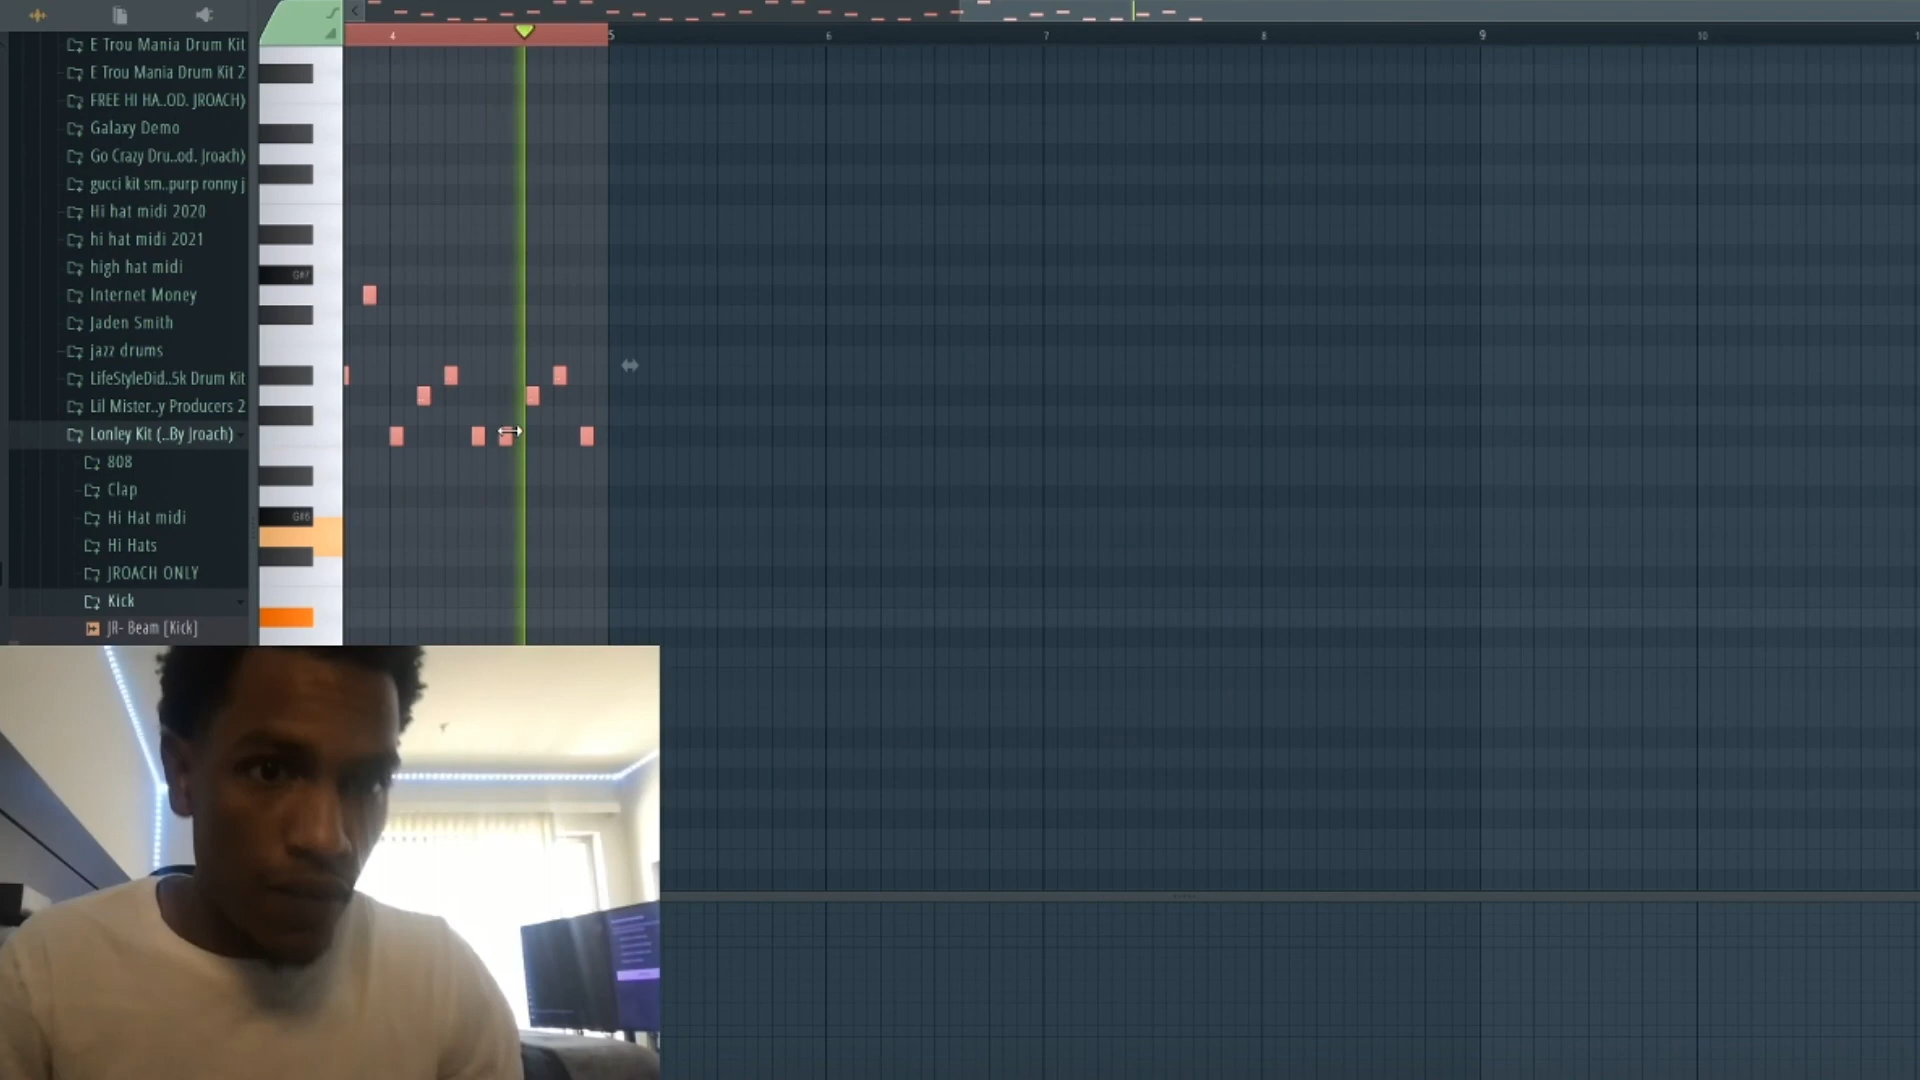 4
5
6
7
8
9
10
E Trou Mania Drum Kit
E Trou Mania Drum Kit 2
FREE HI HA..OD. JROACH)
Galaxy Demo
Go Crazy Dru..od. Jroach)
gucci kit sm..purp ronny j
Hi hat midi 2020
hi hat midi 2021
high hat midi
Internet Money
Jaden Smith
jazz drums
LifeStyleDid..5k Drum Kit
Lil Mister..y Producers 2
Lonley Kit (..By Jroach)
808
Clap
Hi Hat midi
Hi Hats
JROACH ONLY
Kick
JR- Beam [Kick]
G#7
G#6